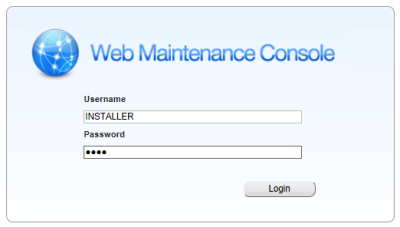 Web Maintenance Console
Username
INSTALLER
Password
••••
Login